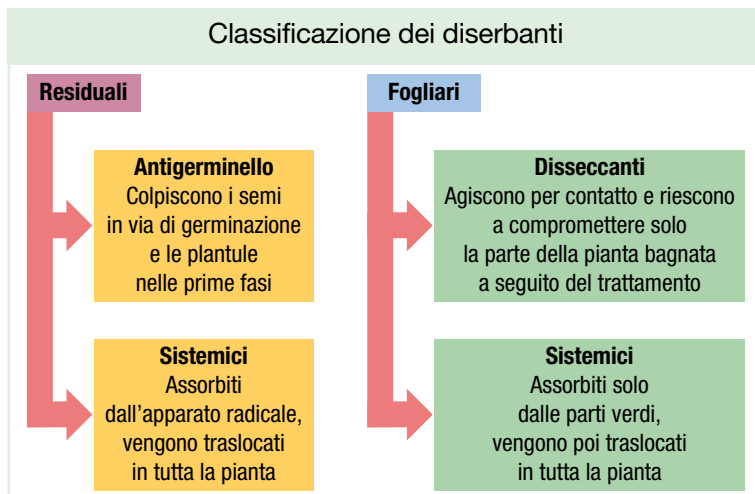 Classificazione dei diserbanti
Residuali
Antigerminello
Colpiscono i semi
in via di germinazione
e le plantule
nelle prime fasi
Sistemici
Assorbiti
dall'apparato radicale,
vengono traslocati
in tutta la pianta
Fogliari
Disseccanti
Agiscono per contatto e riescono
a compromettere solo
la parte della pianta bagnata
a seguito del trattamento
Sistemici
Assorbiti solo
dalle parti verdi,
vengono poi traslocati
in tutta la pianta